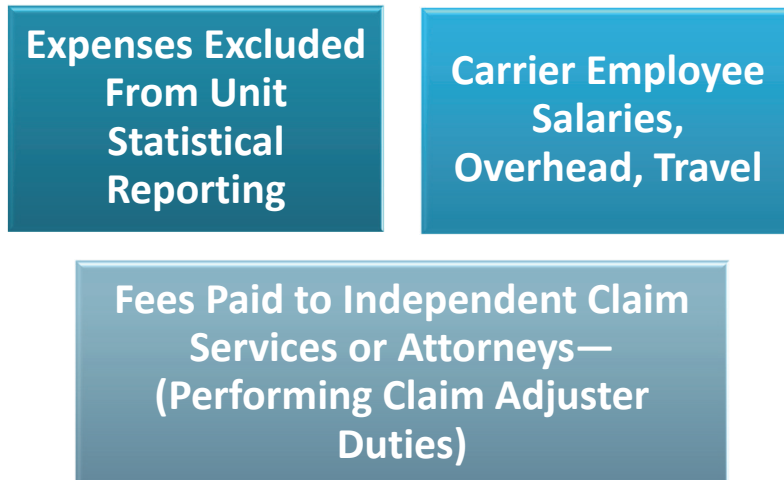 Expenses Excluded
From Unit
Statistical
Reporting
Carrier Employee
Salaries,
Overhead, Travel
Fees Paid to Independent Claim
Services or Attorneys—
(Performing Claim Adjuster
Duties)